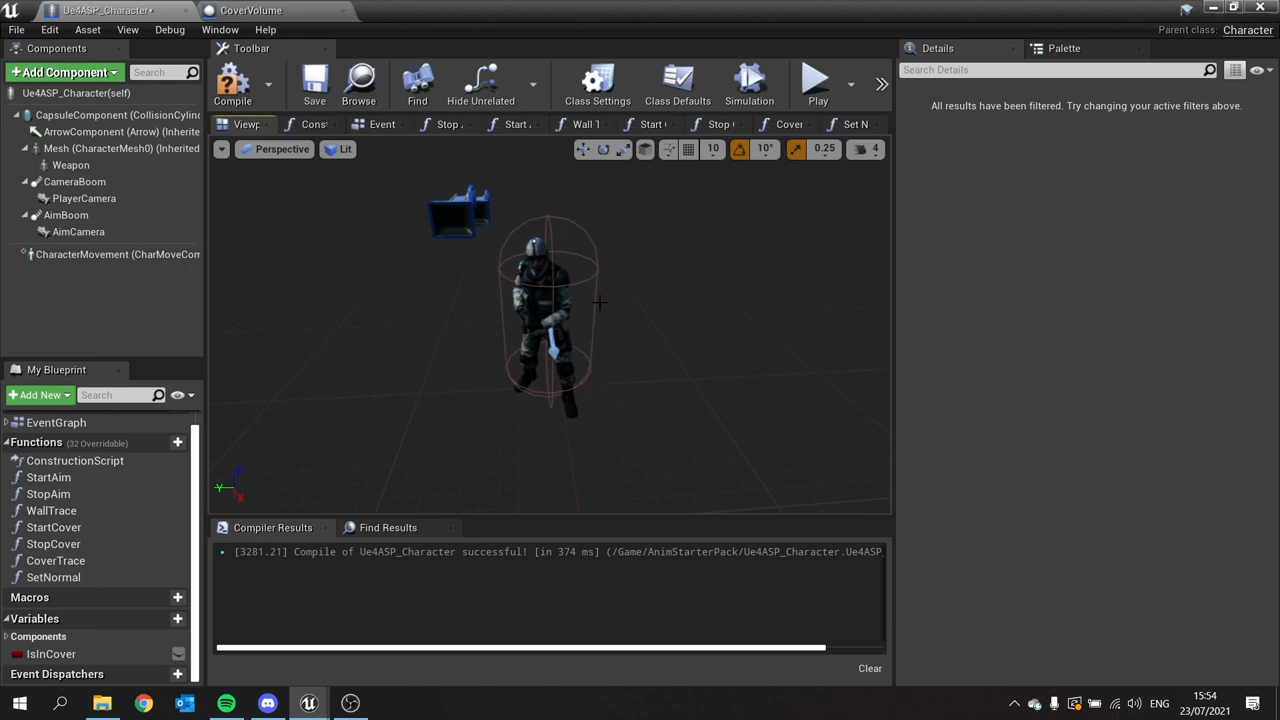 Ue4ASP_Character*
CoverVolume
File Edit Asset View Debug Window Help
Parent class: Character
Components
+Add Component
Search
Ue4ASP_Character(self)
CapsuleComponent (CollisionCylin
ArrowComponent (Arrow) (Inherite
Mesh (CharacterMesh0) (Inherited
Weapon
CameraBoom
PlayerCamera
AimBoom
AimCamera
CharacterMovement (CharMoveCom
My Blueprint
+Add New
Search
EventGraph
Functions (32 Overridable)
ConstructionScript
StartAim
StopAim
WallTrace
StartCover
StopCover
CoverTrace
SetNormal
Macros
Variables
Components
IsInCover
Event Dispatchers
Toolbar
Compile
Save
Browse
Find
Hide Unrelated
Class Settings
Class Defaults
Simulation
Play
Viewp
Const
Event
Stop
Start
Wall T
Start
Stop
Cove
Set N
Perspective
Lit
10
10°
0.25
4
Z
Y
X
Compiler Results
Find Results
[3281.21] Compile of Ue4ASP_Character successful! [in 374 ms] (/Game/AnimStarterPack/Ue4ASP_Character.Ue4ASP_
Clear
Details
Palette
Search Details
All results have been filtered. Try changing your active filters above.
ENG
15:54
23/07/2021